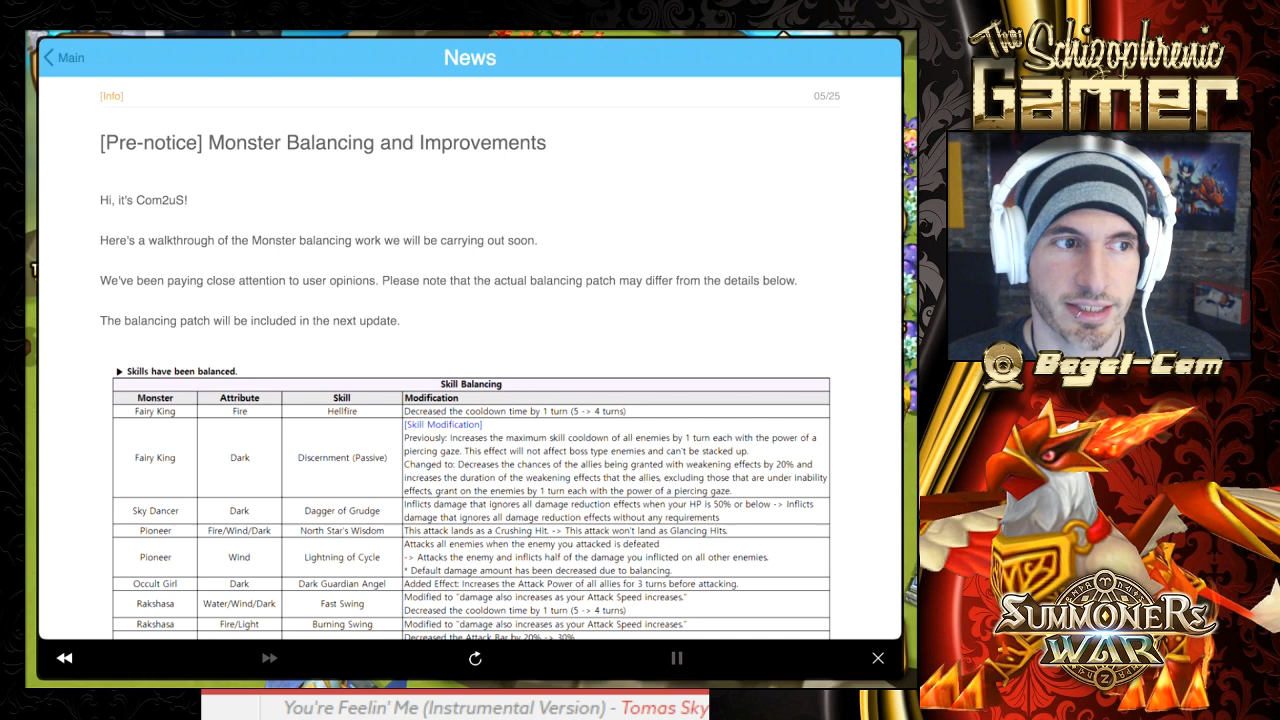 Main
News
[Info]
05/25
[Pre-notice] Monster Balancing and Improvements
Hi, it's Com2uS!
Here's a walkthrough of the Monster balancing work we will be carrying out soon.
We've been paying close attention to user opinions. Please note that the actual balancing patch may differ from the details below.
The balancing patch will be included in the next update.
▶ Skills have been balanced.
Skill Balancing
Monster Attribute Skill Modification
Fairy King Fire Hellfire Decreased the cooldown time by 1 turn (5 -> 4 turns)
Fairy King Dark Discernment (Passive)
[Skill Modification]
Previously: Increases the maximum skill cooldown of all enemies by 1 turn each with the power of a
piercing gaze. This effect will not affect boss type enemies and can't be stacked up.
Changed to: Decreases the chances of the allies being granted with weakening effects by 20% and
increases the duration of the weakening effects that the allies, excluding those that are under inability
effects, grant on the enemies by 1 turn each with the power of a piercing gaze.
Sky Dancer Dark Dagger of Grudge
Inflicts damage that ignores all damage reduction effects when your HP is 50% or below -> Inflicts
damage that ignores all damage reduction effects without any requirements
Pioneer Fire/Wind/Dark North Star's Wisdom This attack lands as a Crushing Hit. -> This attack won't land as Glancing Hits.
Pioneer Wind Lightning of Cycle
Attacks all enemies when the enemy you attacked is defeated
-> Attacks the enemy and inflicts half of the damage you inflicted on all other enemies.
* Default damage amount has been decreased due to balancing.
Occult Girl Dark Dark Guardian Angel Added Effect: Increases the Attack Power of all allies for 3 turns before attacking.
Rakshasa Water/Wind/Dark Fast Swing
Modified to "damage also increases as your Attack Speed increases."
Decreased the cooldown time by 1 turn (5 -> 4 turns)
Rakshasa Fire/Light Burning Swing Modified to "damage also increases as your Attack Speed increases."
Decreased the Attack Bar by 20% -> 30%
The
Schizophrenic
Gamer
Bagel-Cam
SUMMONERS
WAR
You're Feelin' Me (Instrumental Version) - Tomas Sky